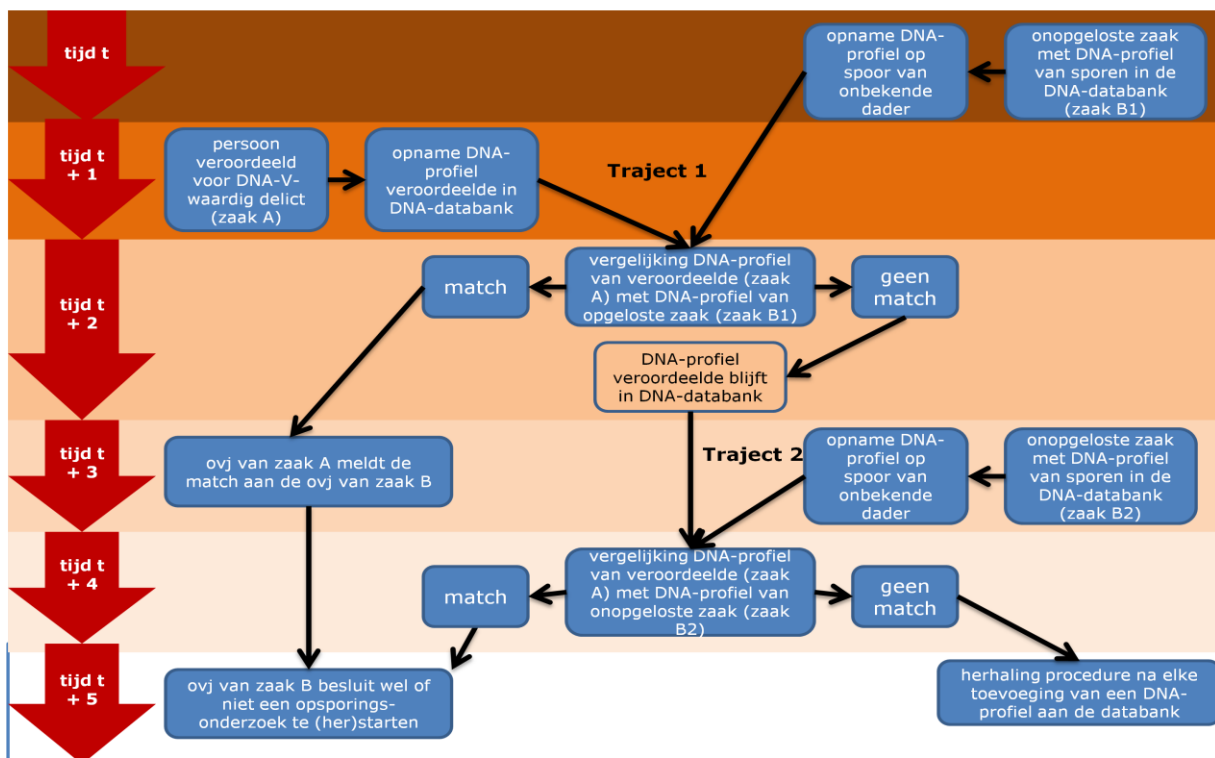 tijd t
opname DNA-
profiel op
spoor van
onbekende
dader
onopgeloste zaak
met DNA-profiel
van sporen in de
DNA-databank
(zaak B1)
tijd t
+ 1
persoon
veroordeeld
voor DNA-V-
waardig delict
(zaak A)
opname DNA-
profiel
veroordeelde in
DNA-databank
Traject 1
tijd t
+ 2
match
vergelijking DNA-profiel
van veroordeelde (zaak
A) met DNA-profiel van
opgeloste zaak (zaak B1)
geen
match
DNA-profiel
veroordeelde blijft
in DNA-databank
tijd t
+ 3
ovj van zaak A meldt de
match aan de ovj van zaak B
Traject 2
opname DNA-
profiel op
spoor van
onbekende
dader
onopgeloste zaak
met DNA-profiel
van sporen in de
DNA-databank
(zaak B2)
tijd t
+ 4
match
vergelijking DNA-profiel
van veroordeelde (zaak
A) met DNA-profiel van
onopgeloste zaak (zaak
B2)
geen
match
tijd t
+ 5
ovj van zaak B besluit wel of
niet een opsporings-
onderzoek te (her)starten
herhaling procedure na elke
toevoeging van een DNA-
profiel aan de databank